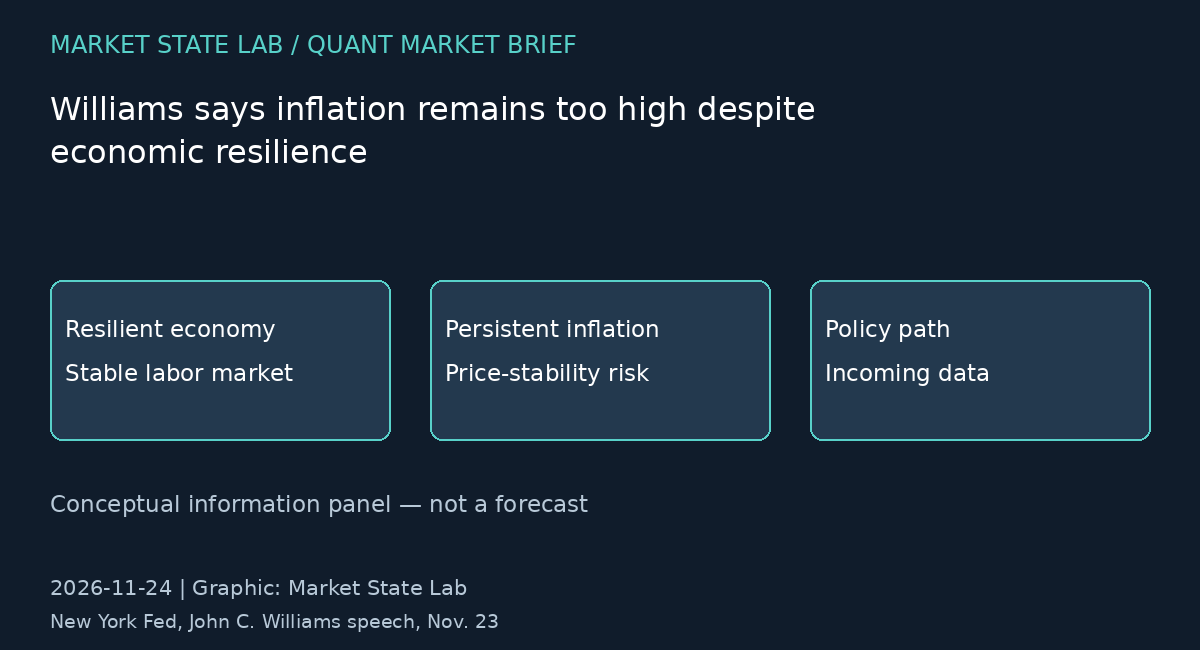 MARKET STATE LAB / QUANT MARKET BRIEF
Williams says inflation remains too high despite
economic resilience
Resilient economy
Stable labor market
Persistent inflation
Price-stability risk
Policy path
Incoming data
Conceptual information panel — not a forecast
2026-11-24 | Graphic: Market State Lab
New York Fed, John C. Williams speech, Nov. 23